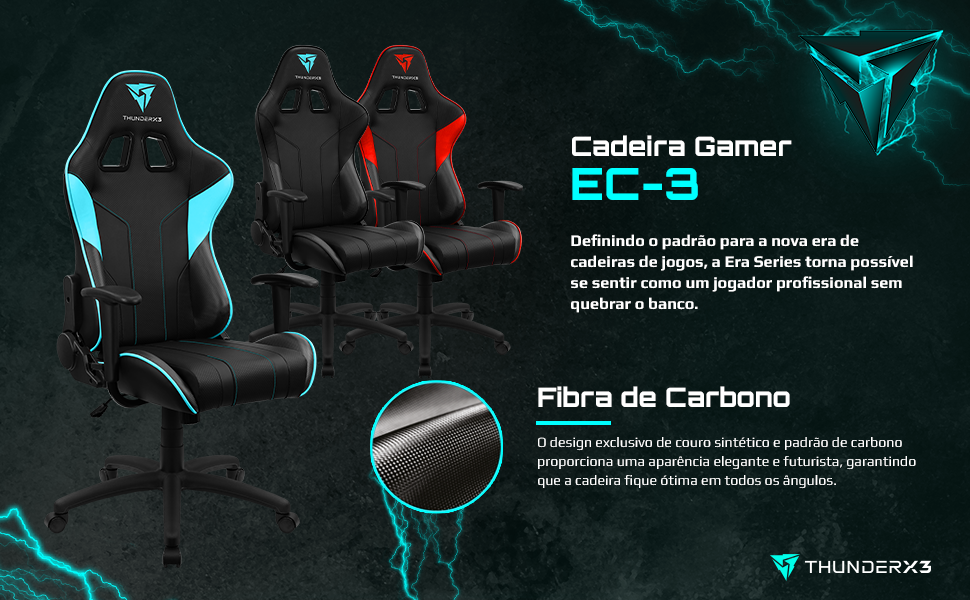 THUNDERX3
THUNDERX3
THUNDERX3
Cadeira Gamer
EC-3
Definindo o padrão para a nova era de
cadeiras de jogos, a Era Series torna possível
se sentir como um jogador profissional sem
quebrar o banco.
Fibra de Carbono
O design exclusivo de couro sintético e padrão de carbono
proporciona uma aparência elegante e futurista, garantindo
que a cadeira fique ótima em todos os ângulos.
THUNDERX3